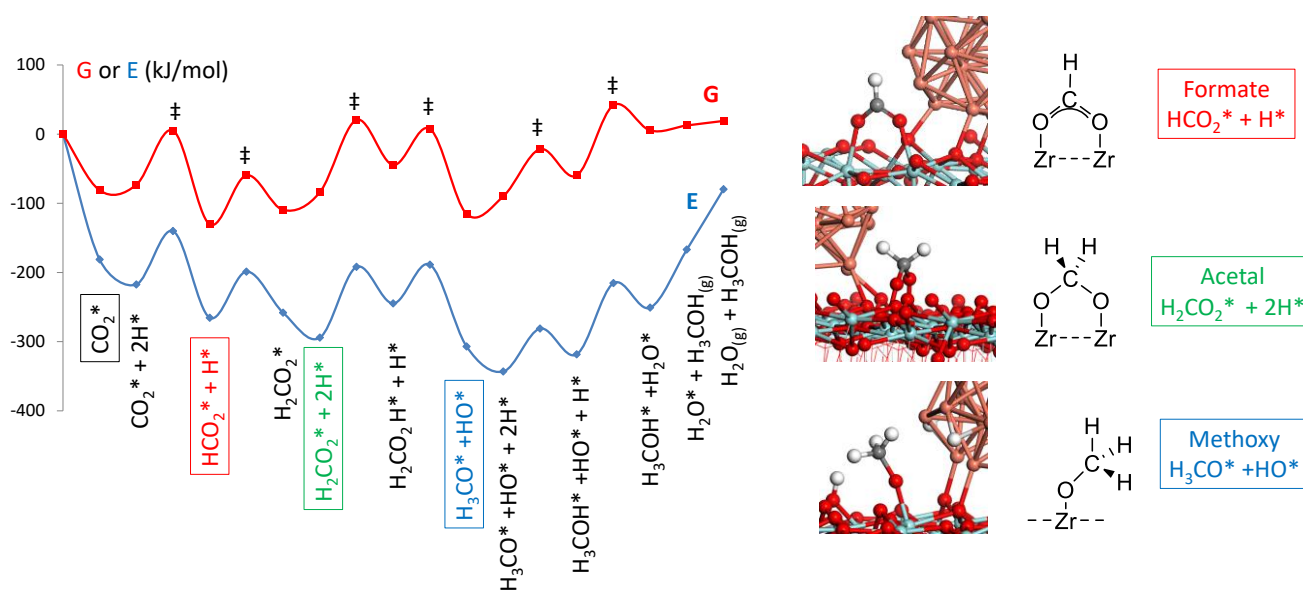 G or E (kJ/mol)
100
0
-100
-200
-300
-400
‡
‡
‡
‡
‡
‡
G
E
CO₂*
CO₂* + 2H*
HCO₂* + H*
H₂CO₂*
H₂CO₂* + 2H*
H₂CO₂H* + H*
H₃CO* +HO*
H₃CO* +HO* + 2H*
H₃COH* +HO* + H*
H₃COH* +H₂O*
H₂O* + H₃COH(g)
H₂O(g) + H₃COH(g)
H
C
O O
Zr---Zr
Formate
HCO₂* + H*
H H
C
O O
Zr---Zr
Acetal
H₂CO₂* + 2H*
H
C H
O H
--Zr--
Methoxy
H₃CO* +HO*